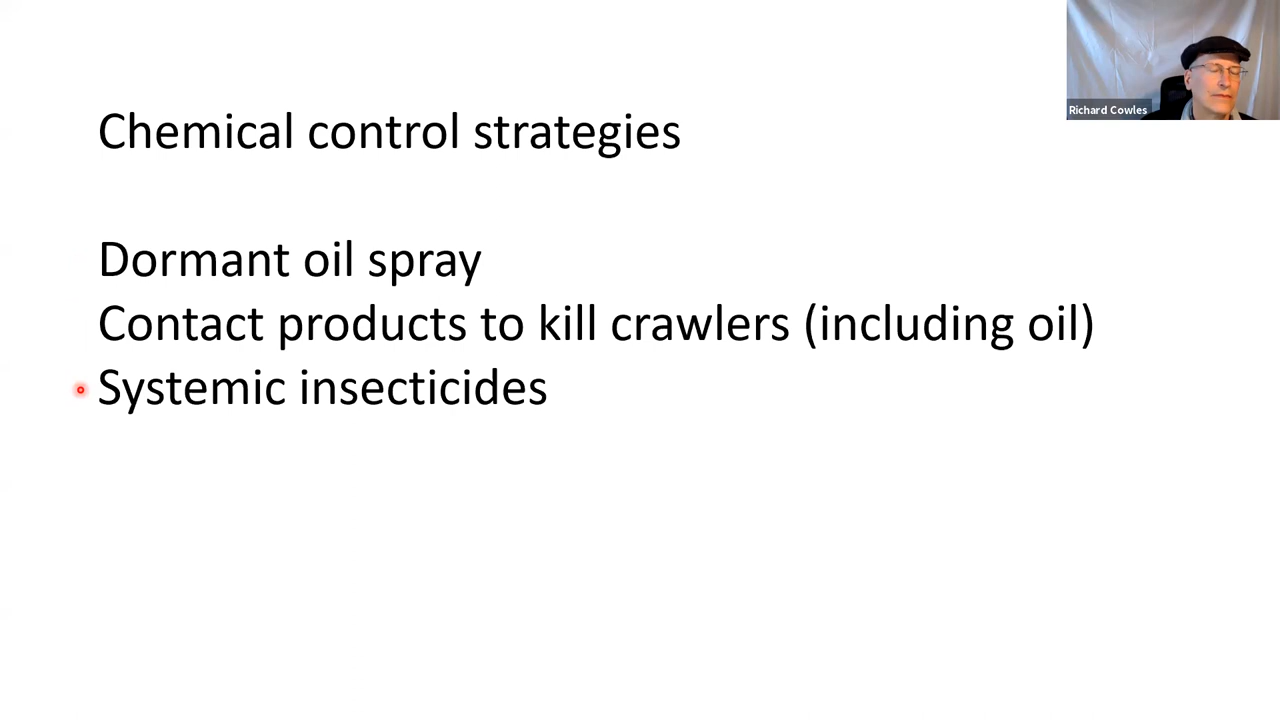 Chemical control strategies
Dormant oil spray
Contact products to kill crawlers (including oil)
Systemic insecticides
Richard Cowles